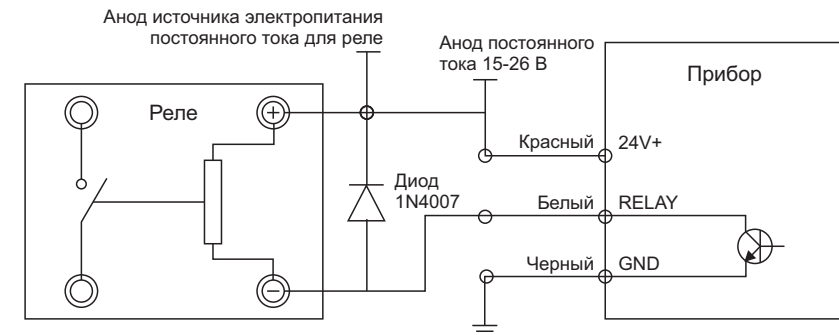 Анод источника электропитания
постоянного тока для реле
Анод постоянного
тока 15-26 В
Прибор
Реле
Красный 24V+
Диод
1N4007
Белый RELAY
Черный GND